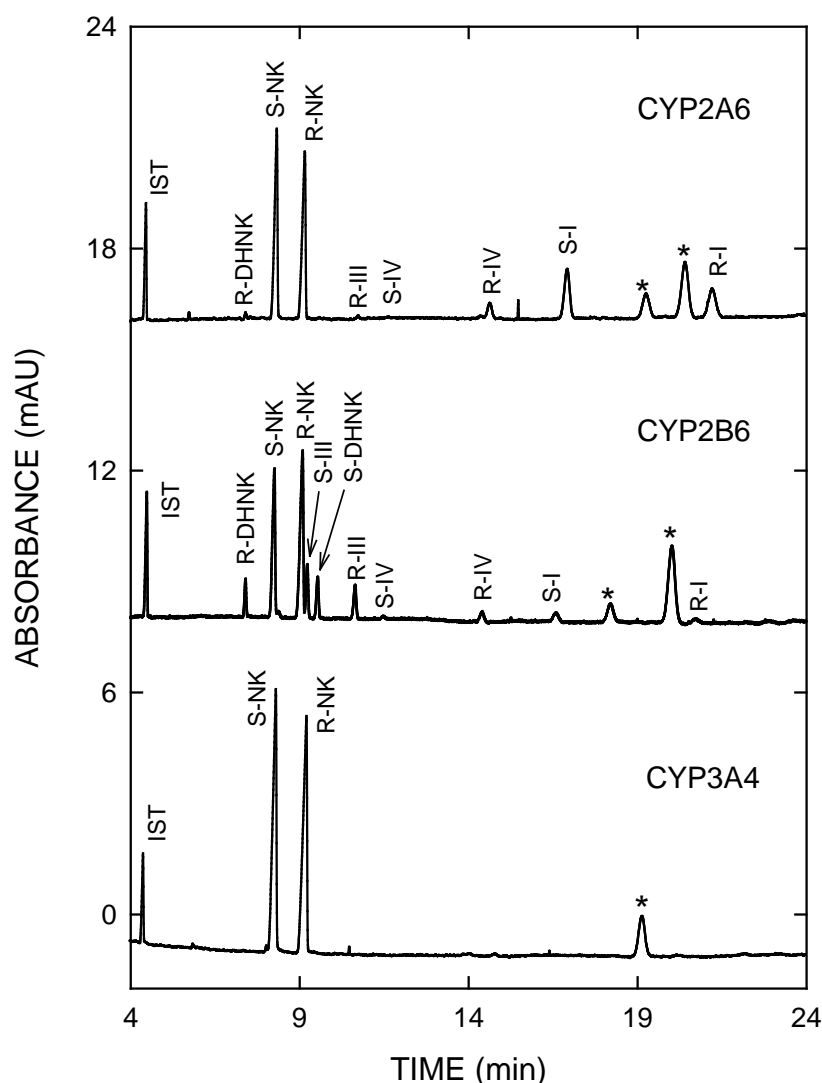 24
CYP2A6
S-NK
R-NK
IST
R-DHNK
R-III
S-IV
R-IV
S-I
*
*
R-I
18
CYP2B6
S-NK
R-NK
S-III
S-DHNK
IST
R-DHNK
R-III
S-IV
R-IV
S-I
*
*
R-I
12
ABSORBANCE (mAU)
6
S-NK
R-NK
CYP3A4
IST
*
0
4
9
14
19
24
TIME (min)